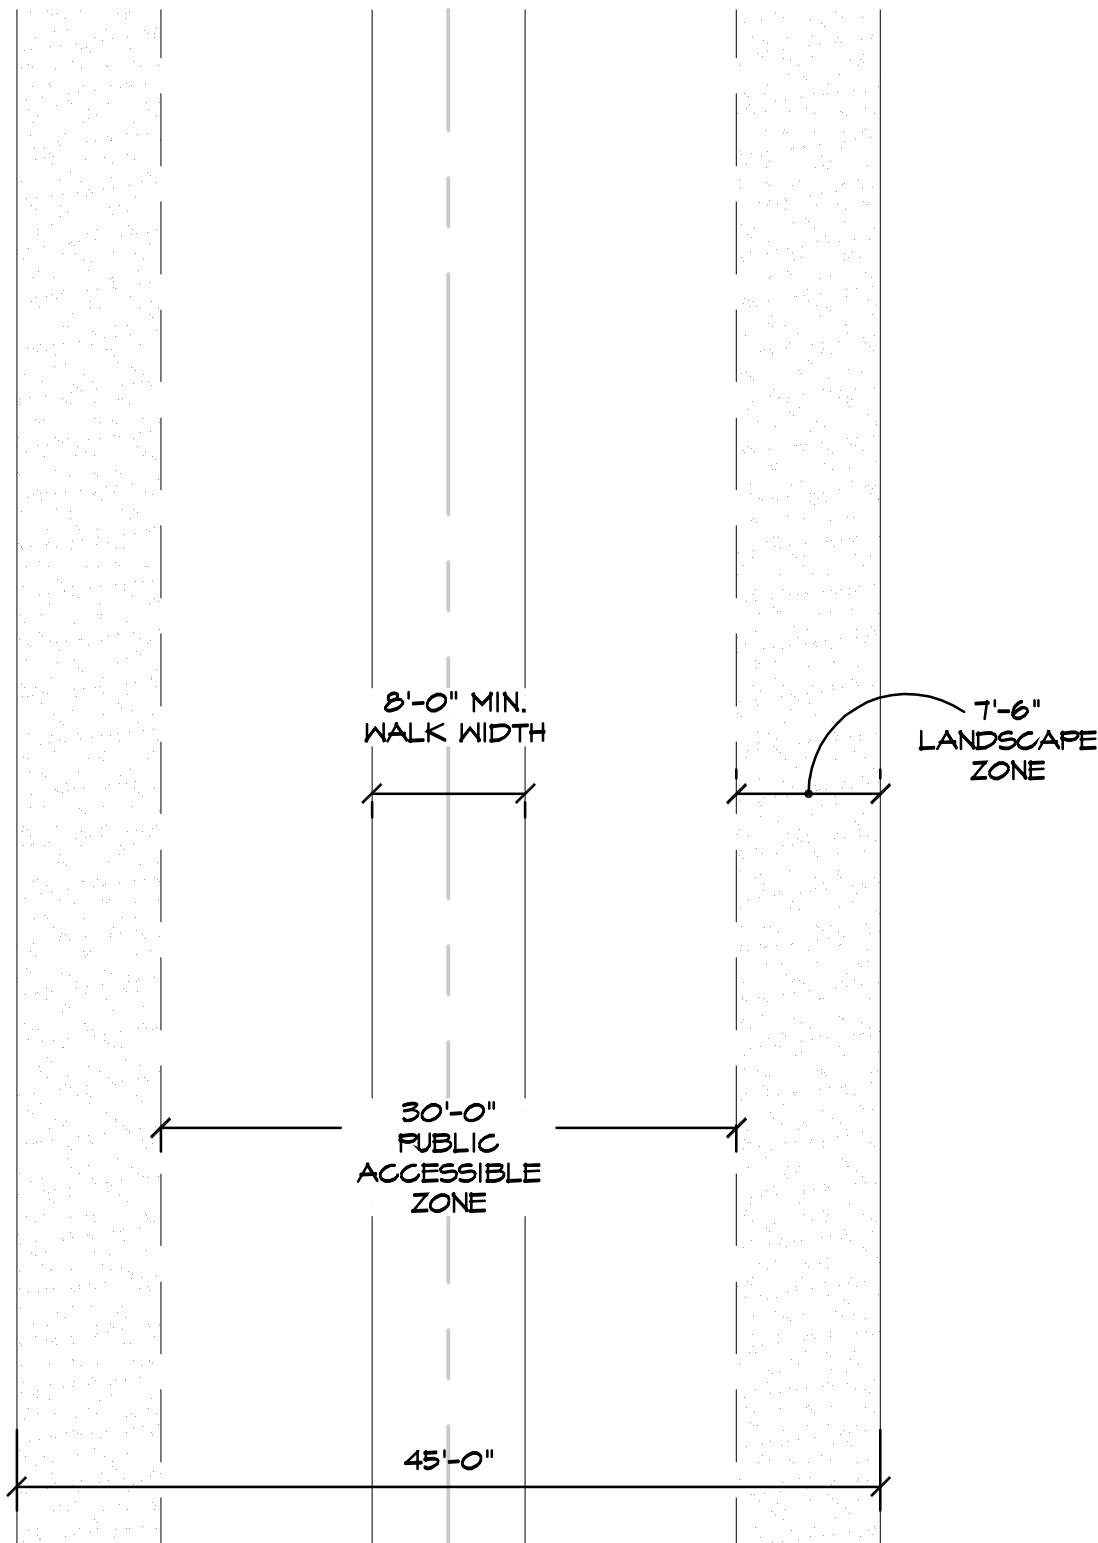 8'-0" MIN.
WALK WIDTH
7'-6"
LANDSCAPE
ZONE
30'-0"
PUBLIC
ACCESSIBLE
ZONE
45'-0"